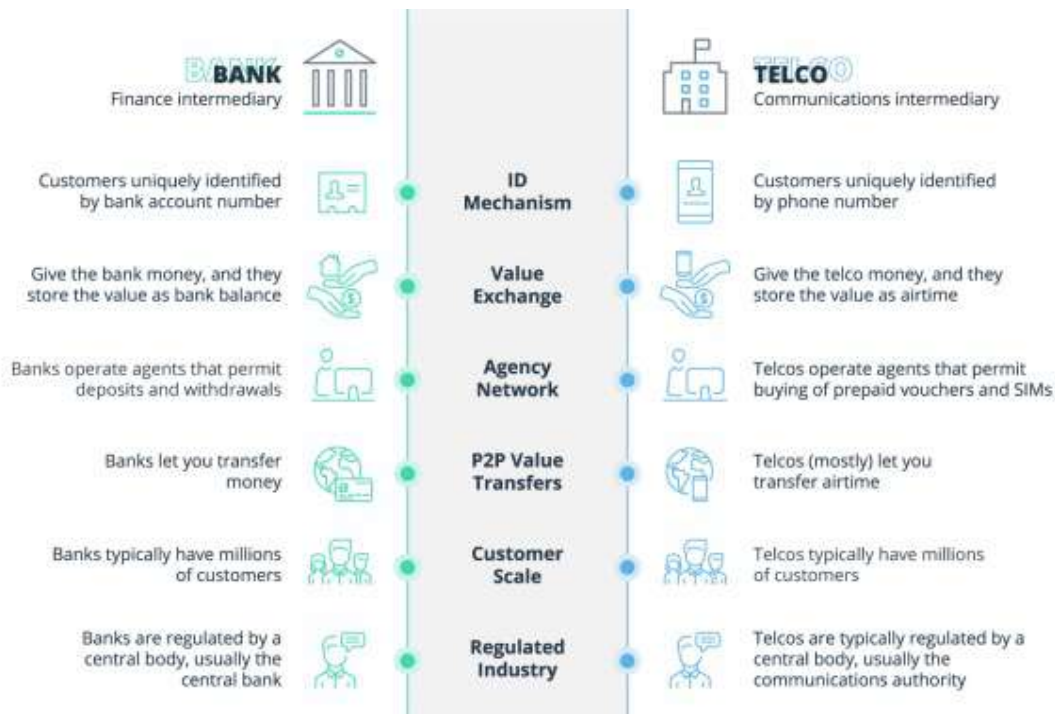 BANK
Finance intermediary
TELCO
Communications intermediary
Customers uniquely identified
by bank account number
ID
Mechanism
Customers uniquely identified
by phone number
Give the bank money, and they
store the value as bank balance
Value
Exchange
Give the telco money, and they
store the value as airtime
Banks operate agents that permit
deposits and withdrawals
Agency
Network
Telcos operate agents that permit
buying of prepaid vouchers and SIMs
Banks let you transfer
money
P2P Value
Transfers
Telcos (mostly) let you
transfer airtime
Banks typically have millions
of customers
Customer
Scale
Telcos typically have millions
of customers
Banks are regulated by a
central body, usually the
central bank
Regulated
Industry
Telcos are typically regulated by a
central body, usually the
communications authority